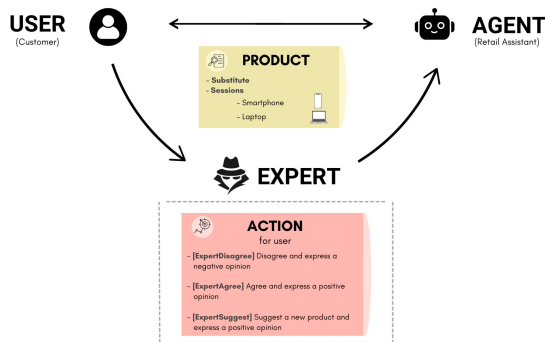 USER
(Customer)
AGENT
(Retail Assistant)
PRODUCT
- Substitute
- Sessions
- Smartphone
- Laptop
EXPERT
ACTION
for user
- [ExpertDisagree] Disagree and express a
negative opinion
- [ExpertAgree] Agree and express a positive
opinion
- [ExpertSuggest] Suggest a new product and
express a positive opinion